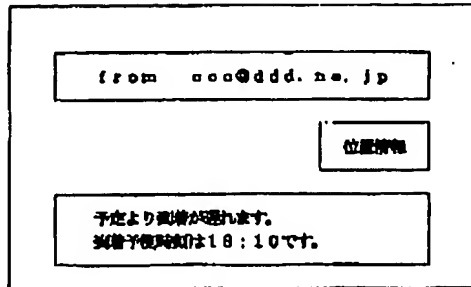 from ccc@ddd.ne.jp
位置情報
予定より到着が遅れます。
到着予定時刻は18:10です。